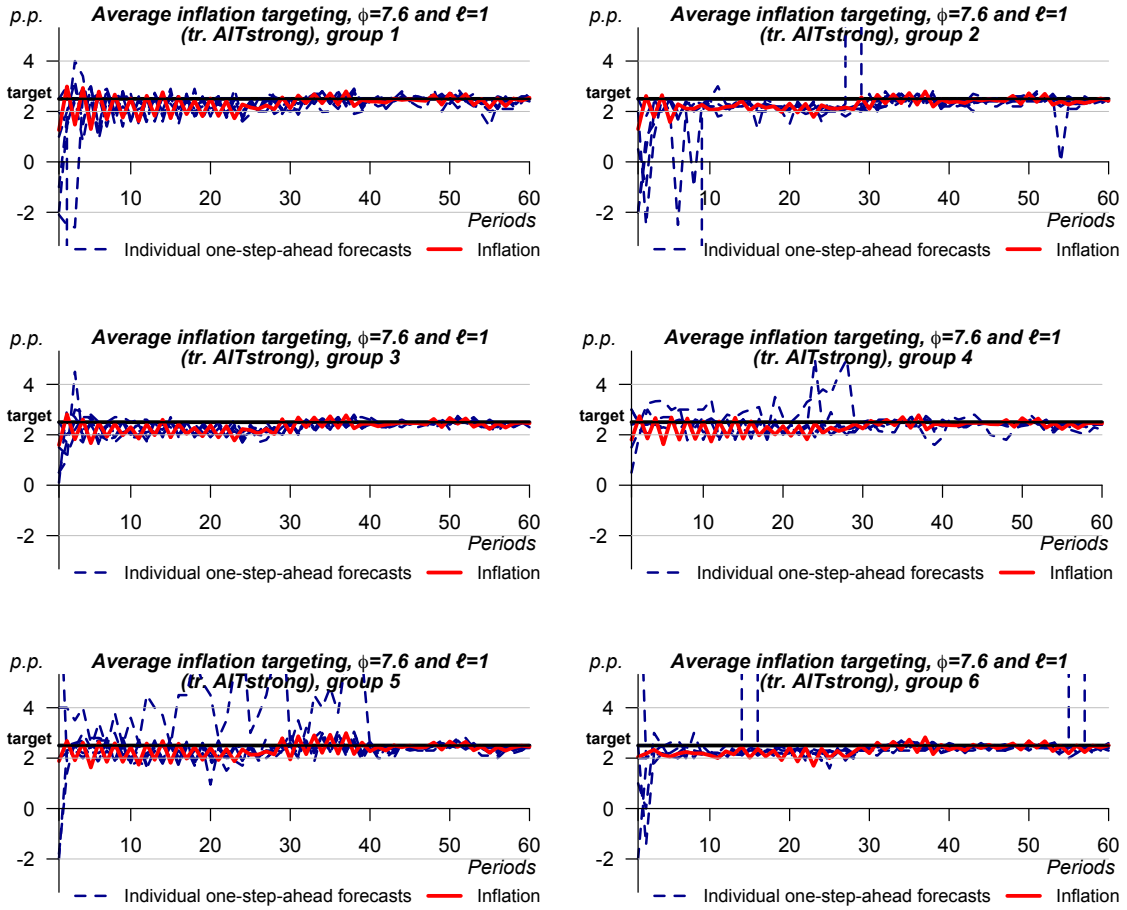 p.p.
Average inflation targeting, ϕ=7.6 and ℓ=1
(tr. AITstrong), group 1
4
target
2
0
-2
10 20 30 40 50 60
Periods
Individual one-step-ahead forecasts Inflation
p.p.
Average inflation targeting, ϕ=7.6 and ℓ=1
(tr. AITstrong), group 2
4
target
2
0
-2
10 20 30 40 50 60
Periods
Individual one-step-ahead forecasts Inflation
p.p.
Average inflation targeting, ϕ=7.6 and ℓ=1
(tr. AITstrong), group 3
4
target
2
0
-2
10 20 30 40 50 60
Periods
Individual one-step-ahead forecasts Inflation
p.p.
Average inflation targeting, ϕ=7.6 and ℓ=1
(tr. AITstrong), group 4
4
target
2
0
-2
10 20 30 40 50 60
Periods
Individual one-step-ahead forecasts Inflation
p.p.
Average inflation targeting, ϕ=7.6 and ℓ=1
(tr. AITstrong), group 5
4
target
2
0
-2
10 20 30 40 50 60
Periods
Individual one-step-ahead forecasts Inflation
p.p.
Average inflation targeting, ϕ=7.6 and ℓ=1
(tr. AITstrong), group 6
4
target
2
0
-2
10 20 30 40 50 60
Periods
Individual one-step-ahead forecasts Inflation